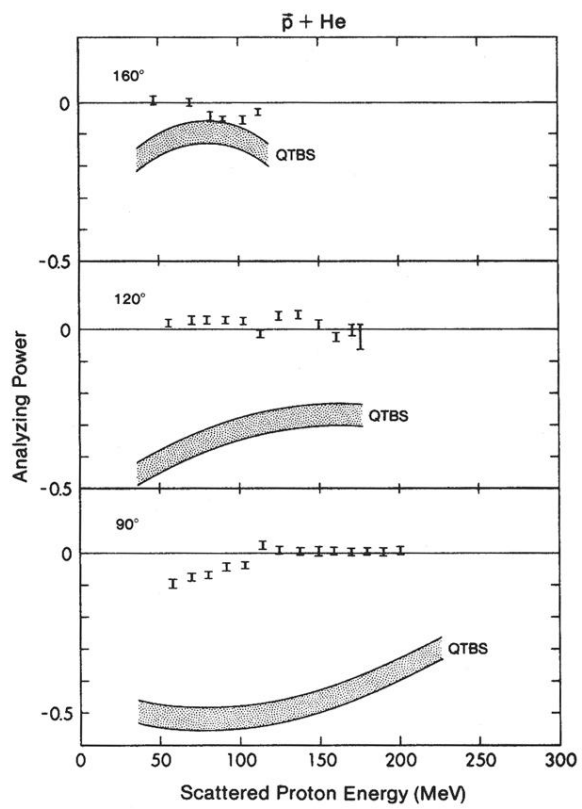 p⃗ + He
160°
0
QTBS
-0.5
120°
0
QTBS
-0.5
90°
0
QTBS
-0.5
Analyzing Power
0 50 100 150 200 250 300
Scattered Proton Energy (MeV)